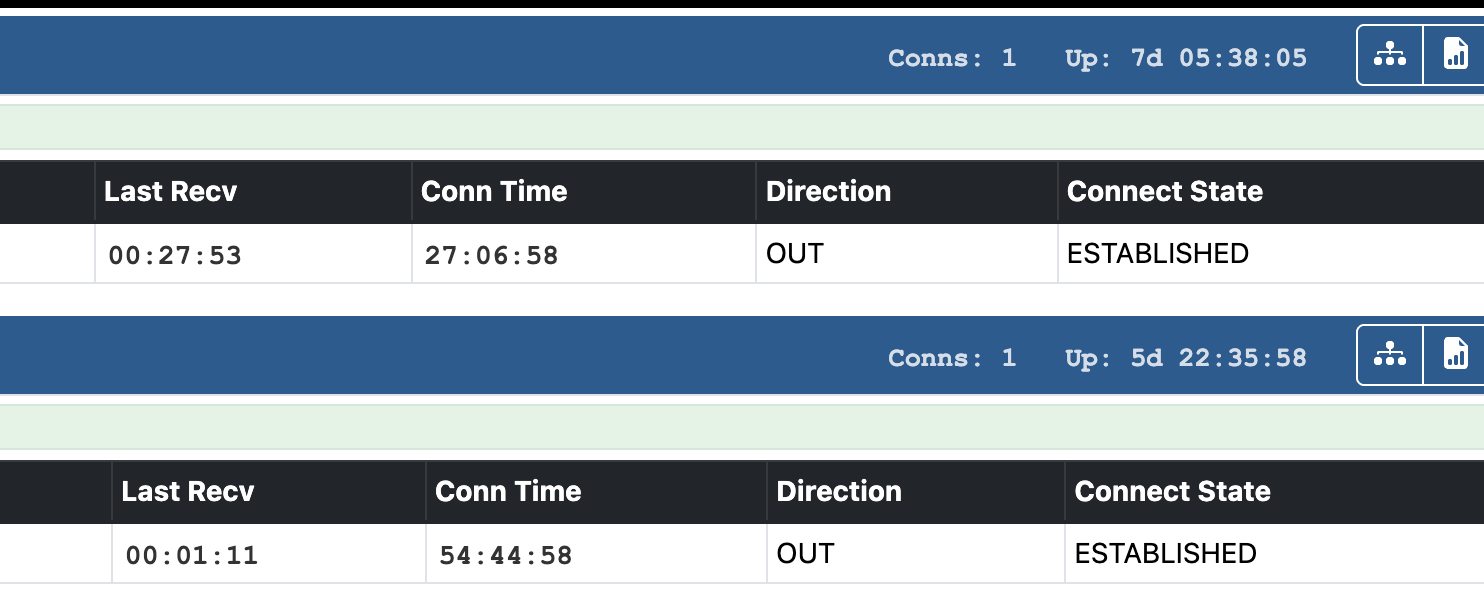 Conns: 1 Up: 7d 05:38:05
Last Recv Conn Time Direction Connect State
00:27:53 27:06:58 OUT ESTABLISHED
Conns: 1 Up: 5d 22:35:58
Last Recv Conn Time Direction Connect State
00:01:11 54:44:58 OUT ESTABLISHED